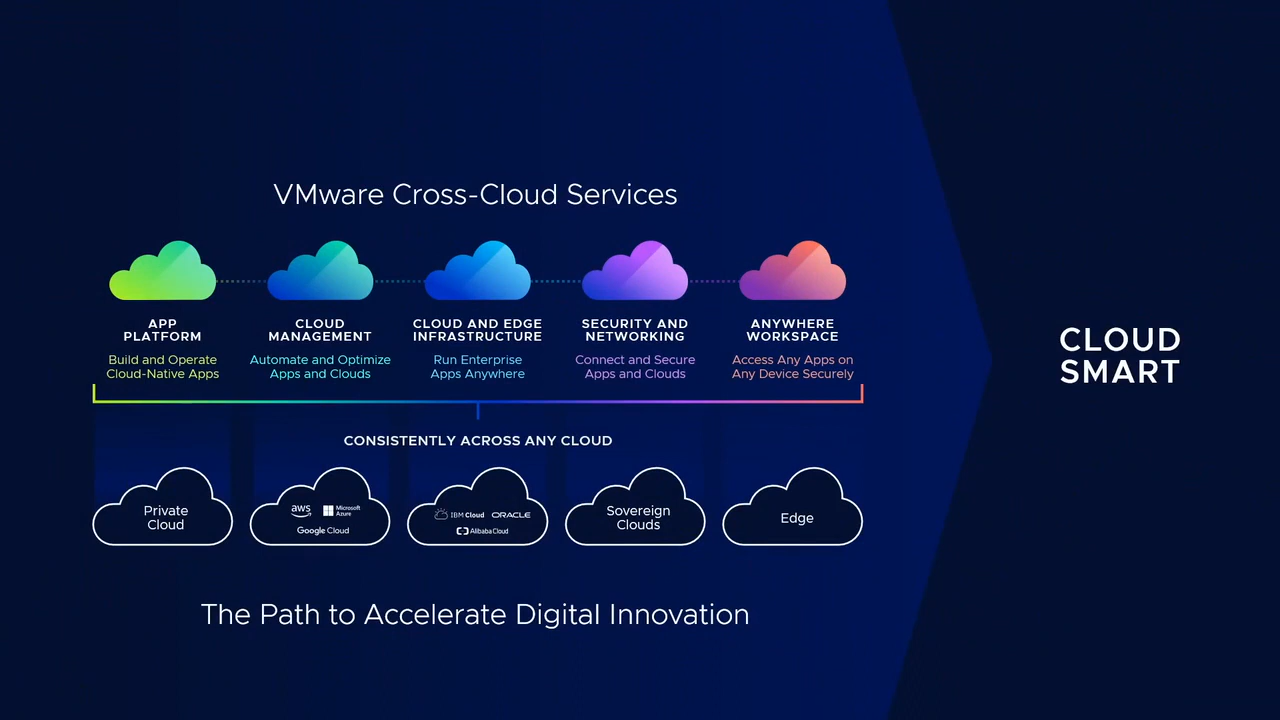 VMware Cross-Cloud Services
APP
PLATFORM
Build and Operate
Cloud-Native Apps
CLOUD
MANAGEMENT
Automate and Optimize
Apps and Clouds
CLOUD AND EDGE
INFRASTRUCTURE
Run Enterprise
Apps Anywhere
SECURITY AND
NETWORKING
Connect and Secure
Apps and Clouds
ANYWHERE
WORKSPACE
Access Any Apps on
Any Device Securely
CONSISTENTLY ACROSS ANY CLOUD
Private
Cloud
aws
Microsoft
Azure
Google Cloud
IBM Cloud
ORACLE
Alibaba Cloud
Sovereign
Clouds
Edge
The Path to Accelerate Digital Innovation
CLOUD
SMART